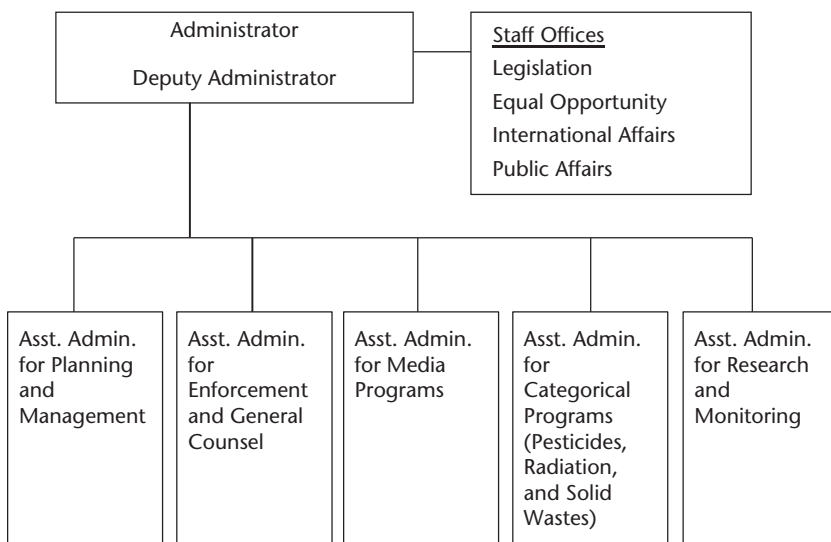 Administrator
Deputy Administrator
Staff Offices
Legislation
Equal Opportunity
International Affairs
Public Affairs
Asst. Admin.
for Planning
and
Management
Asst. Admin.
for
Enforcement
and General
Counsel
Asst. Admin.
for Media
Programs
Asst. Admin.
for
Categorical
Programs
(Pesticides,
Radiation,
and Solid
Wastes)
Asst. Admin.
for Research
and
Monitoring